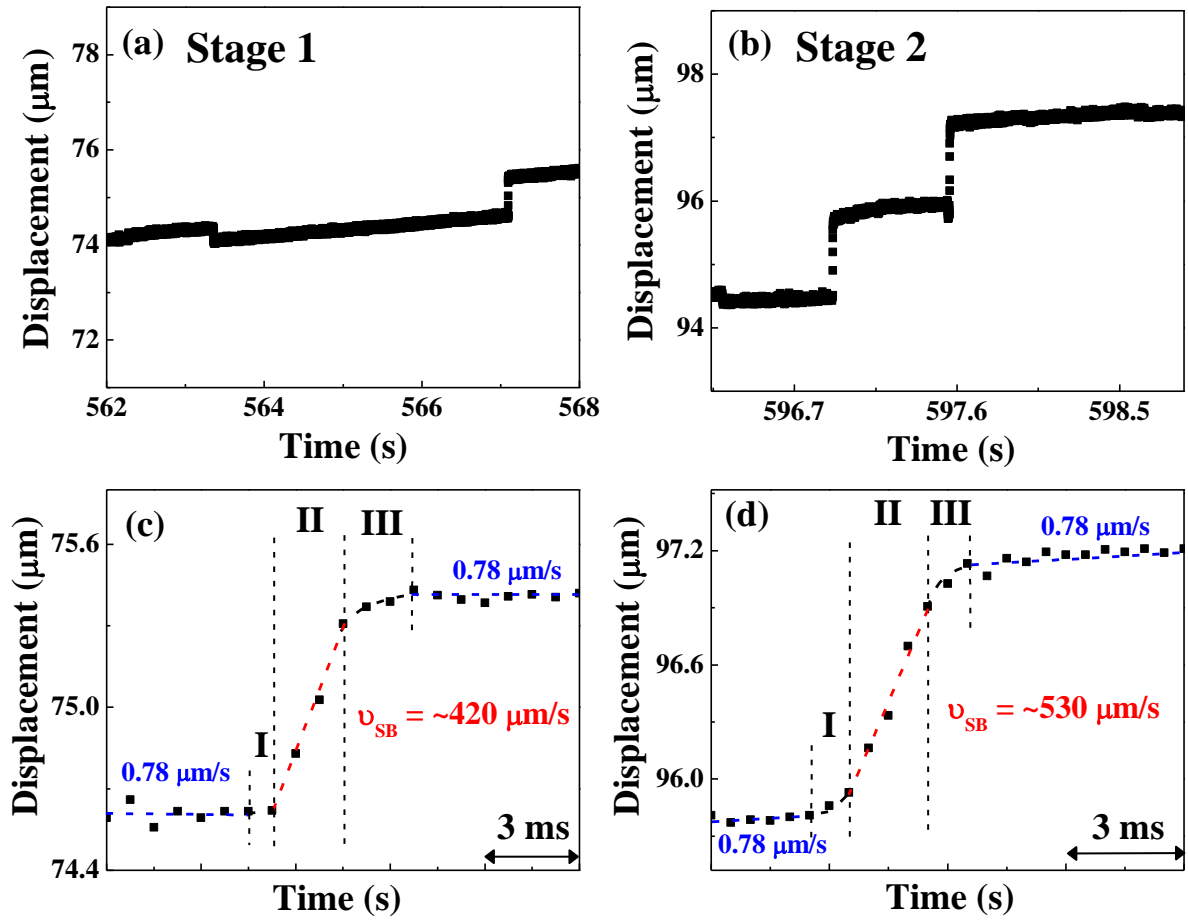 (a) Stage 1
Displacement (μm)
78
76
74
72
562 564 566 568
Time (s)
(b) Stage 2
Displacement (μm)
98
96
94
596.7 597.6 598.5
Time (s)
(c)
Displacement (μm)
75.6
75.0
74.4
I II III
0.78 μm/s
0.78 μm/s
υSB = ~420 μm/s
3 ms
Time (s)
(d)
Displacement (μm)
97.2
96.6
96.0
I II III
0.78 μm/s
0.78 μm/s
υSB = ~530 μm/s
3 ms
Time (s)